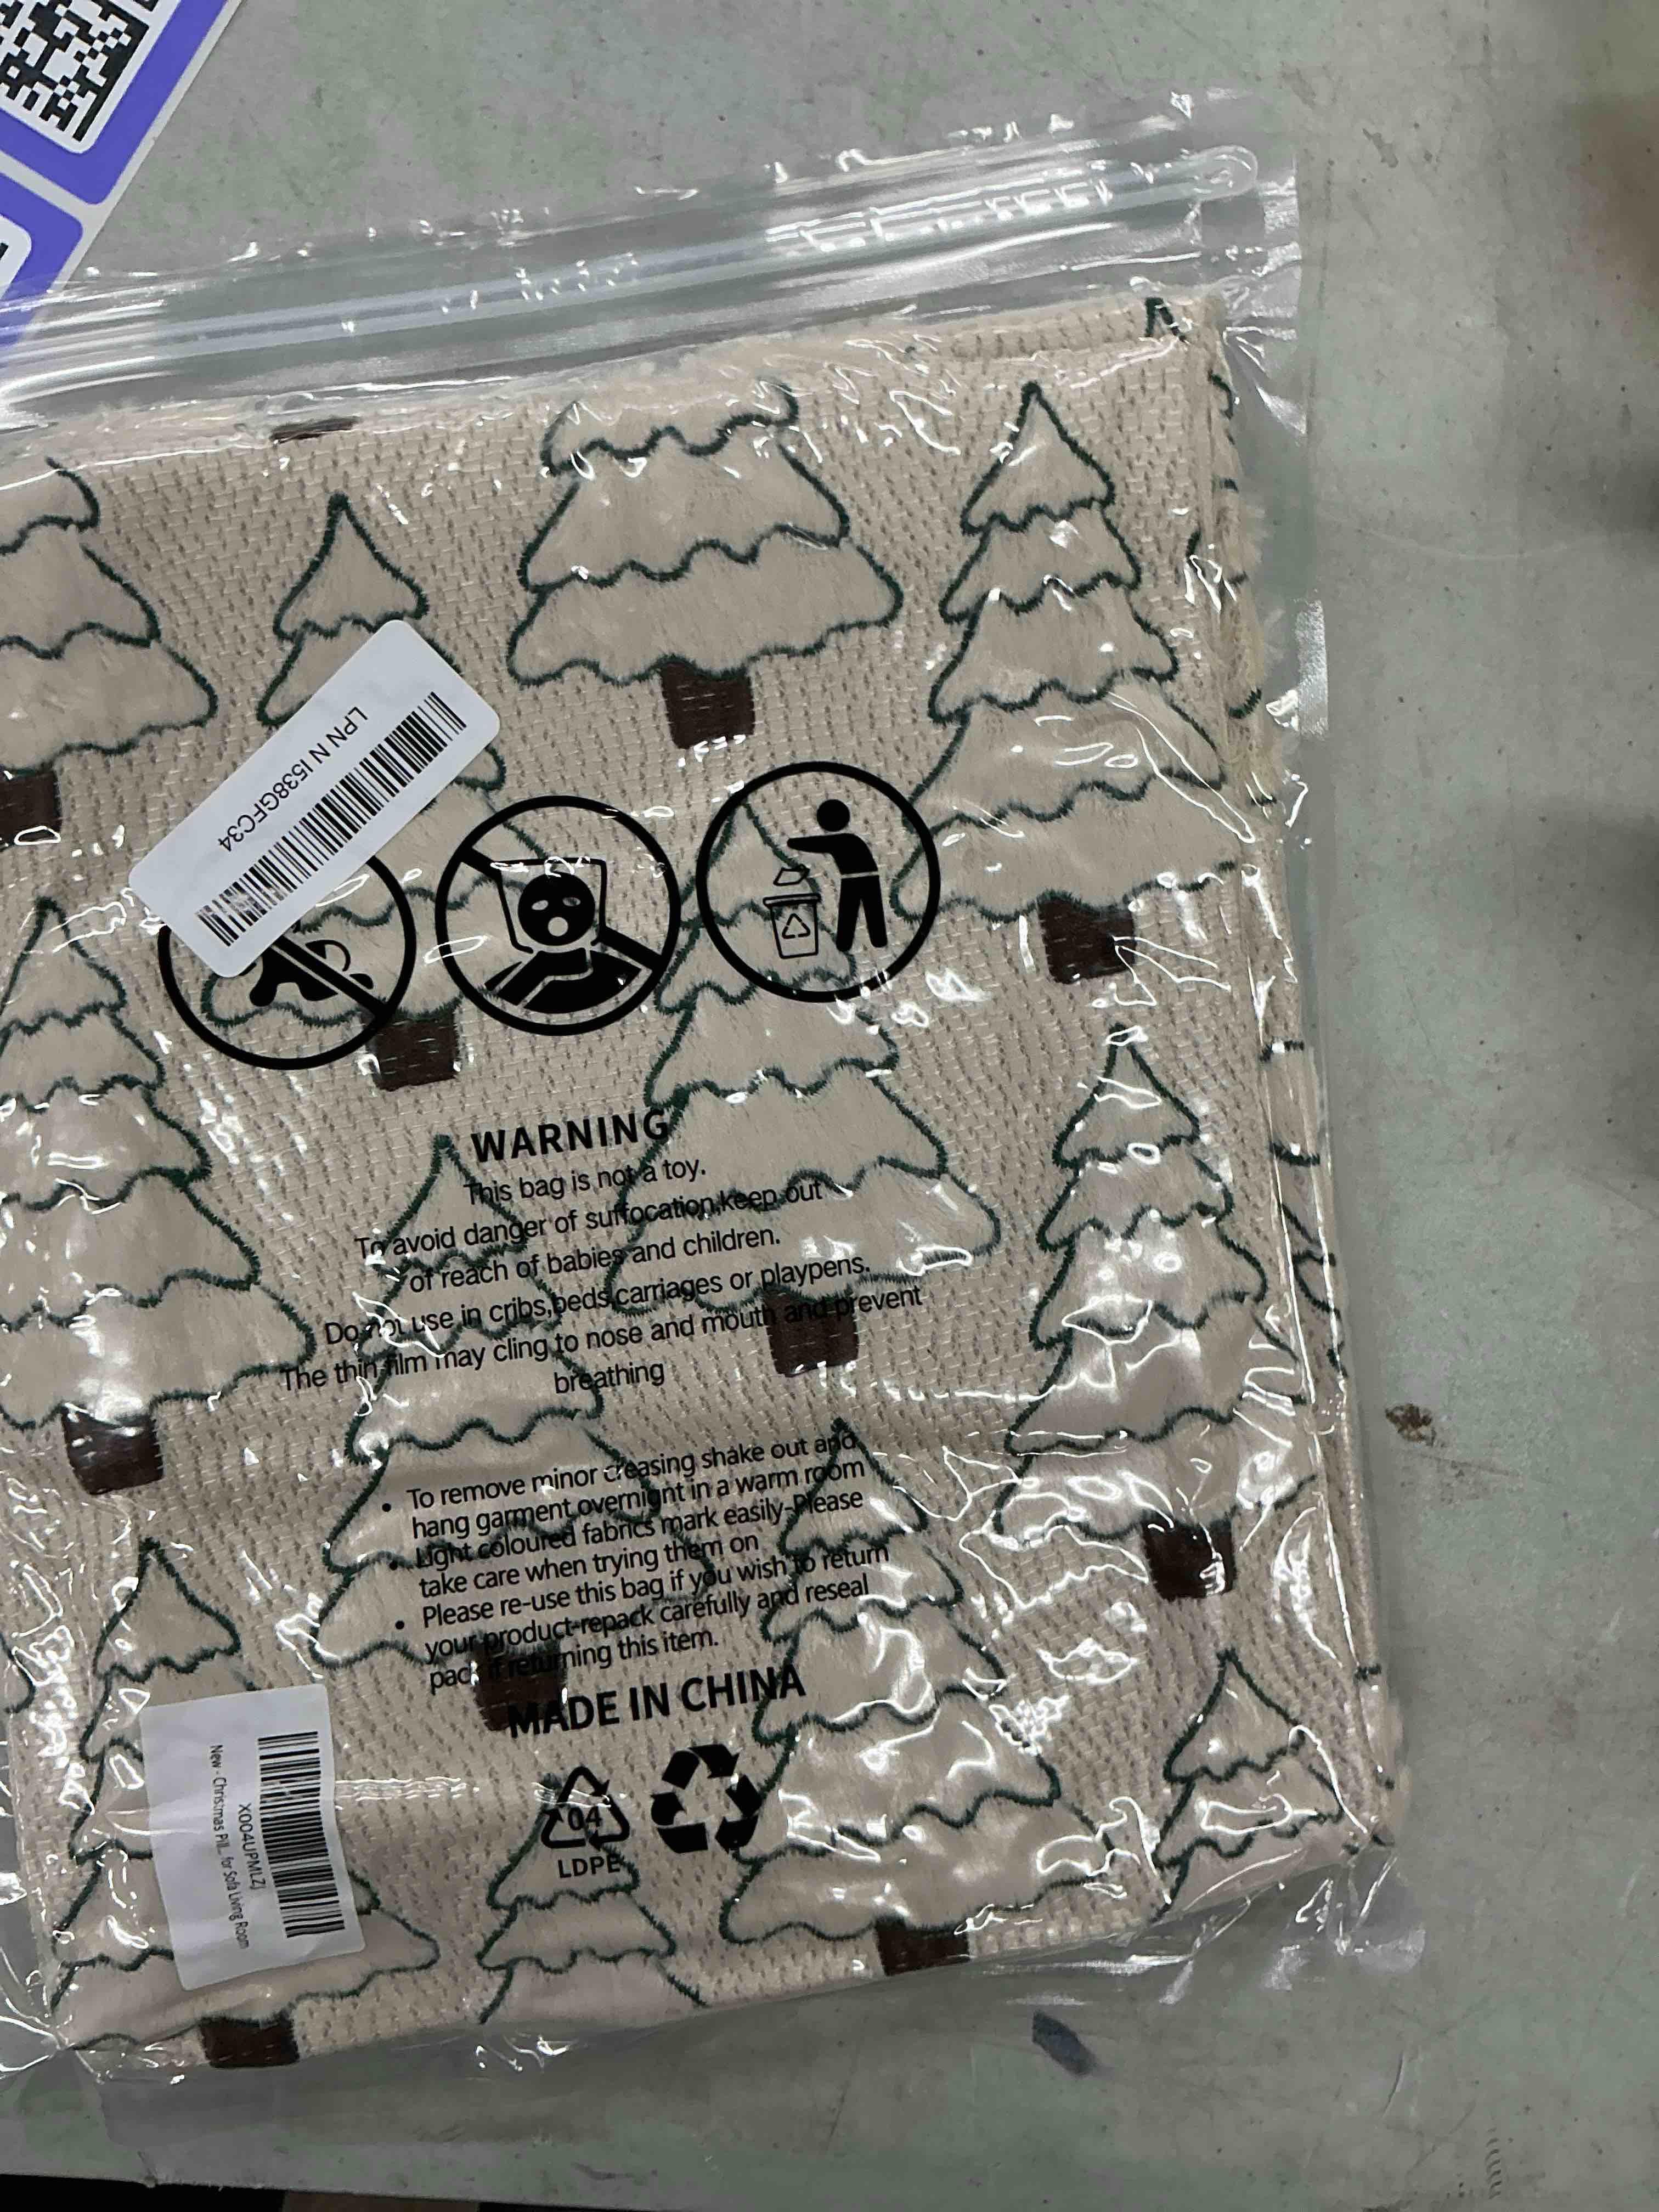 LPN N I538GFC34
WARNING
This bag is not a toy.
To avoid danger of suffocation,keep out
of reach of babies and children.
Do not use in cribs,beds,carriages or playpens.
The thin film may cling to nose and mouth and prevent
breathing
• To remove minor creasing shake out and
hang garment overnight in a warm room
• Light coloured fabrics mark easily-Please
take care when trying them on
• Please re-use this bag if you wish to return
your product-repack carefully and reseal
pack if returning this item.
MADE IN CHINA
04
LDPE
X004UPMLZJ
New - Christmas Pill... for Sofa Living Room